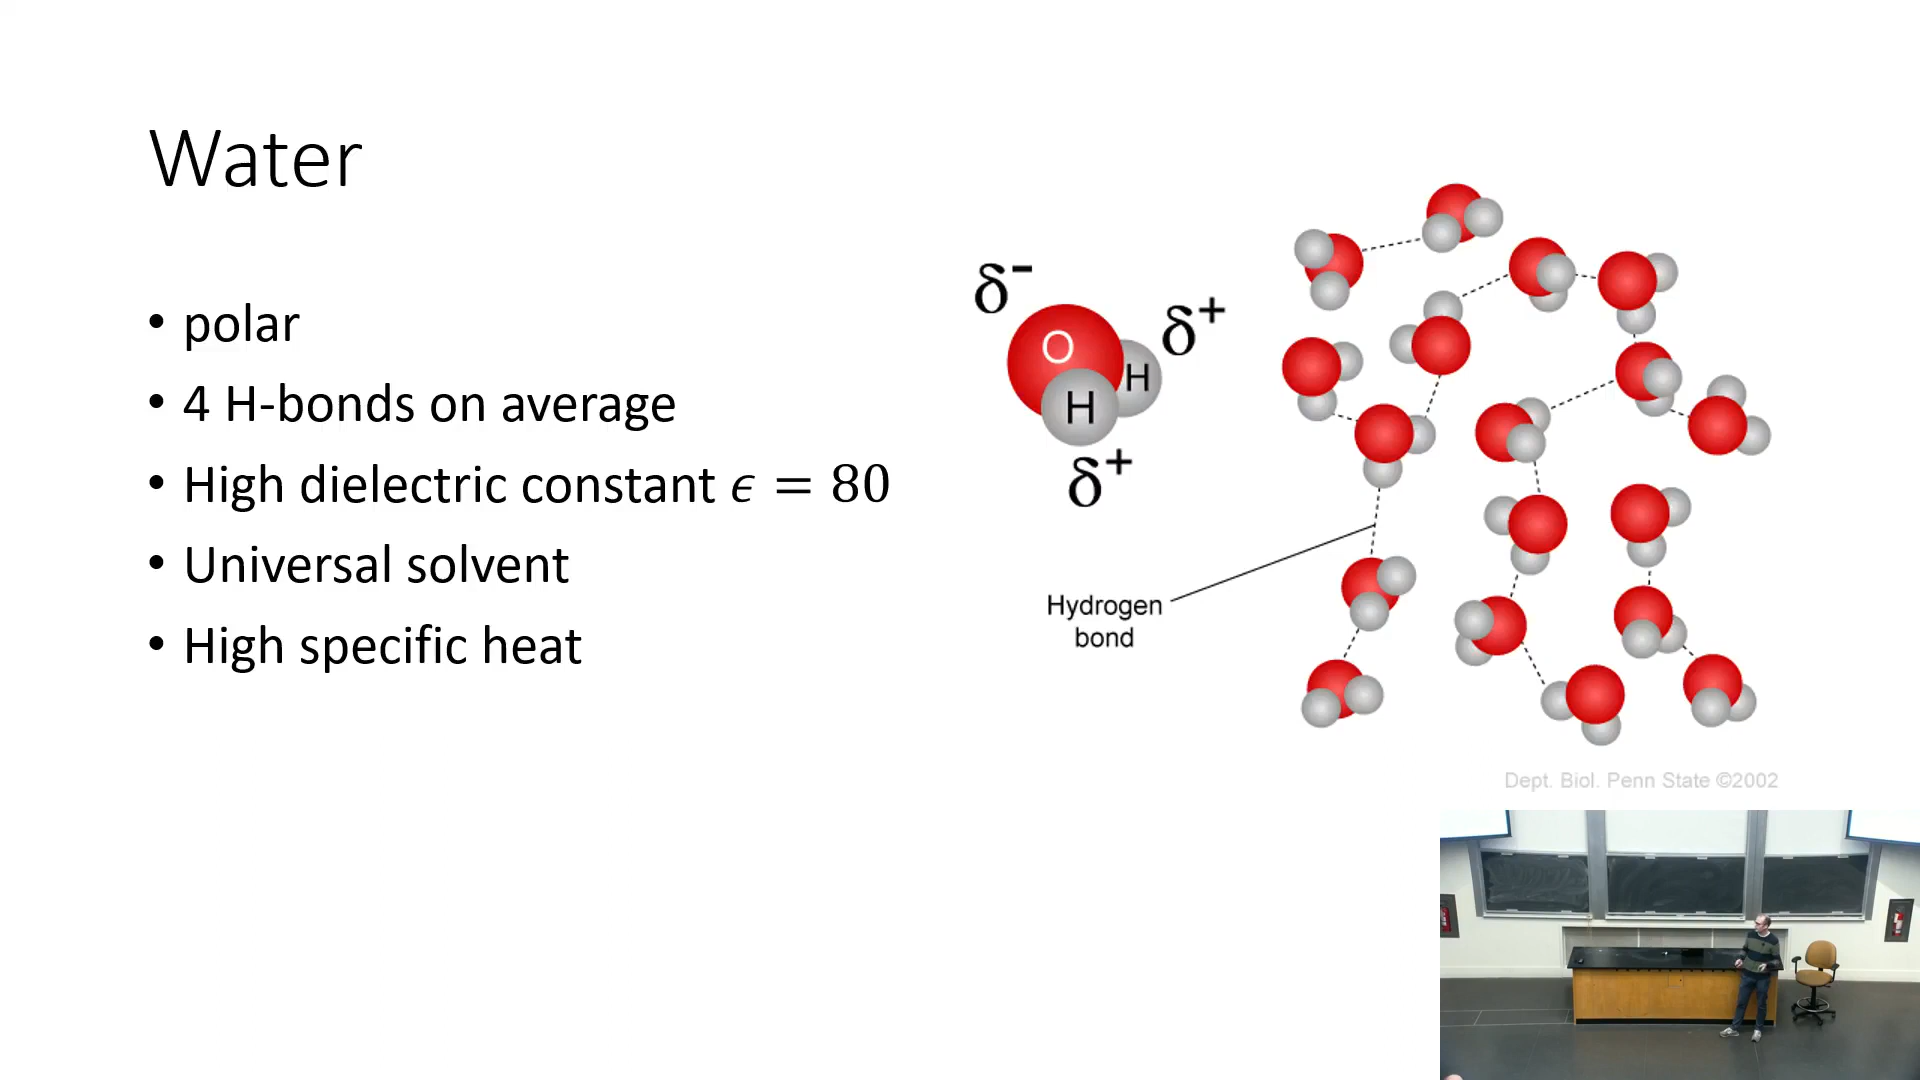 Water
• polar
• 4 H-bonds on average
• High dielectric constant ϵ = 80
• Universal solvent
• High specific heat
δ⁻
δ⁺
O
H
H
δ⁺
Hydrogen
bond
Dept. Biol. Penn State ©2002